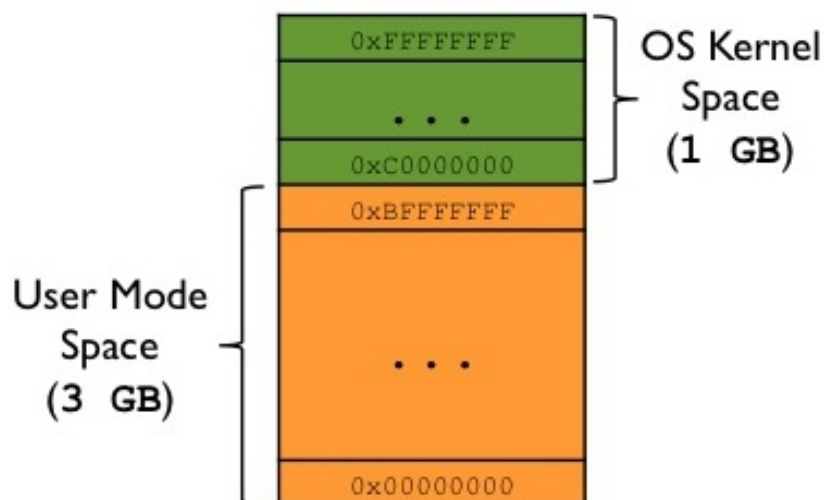 0xFFFFFFFF
. . .
0xC0000000
OS Kernel
Space
(1 GB)
0xBFFFFFFF
. . .
0x00000000
User Mode
Space
(3 GB)